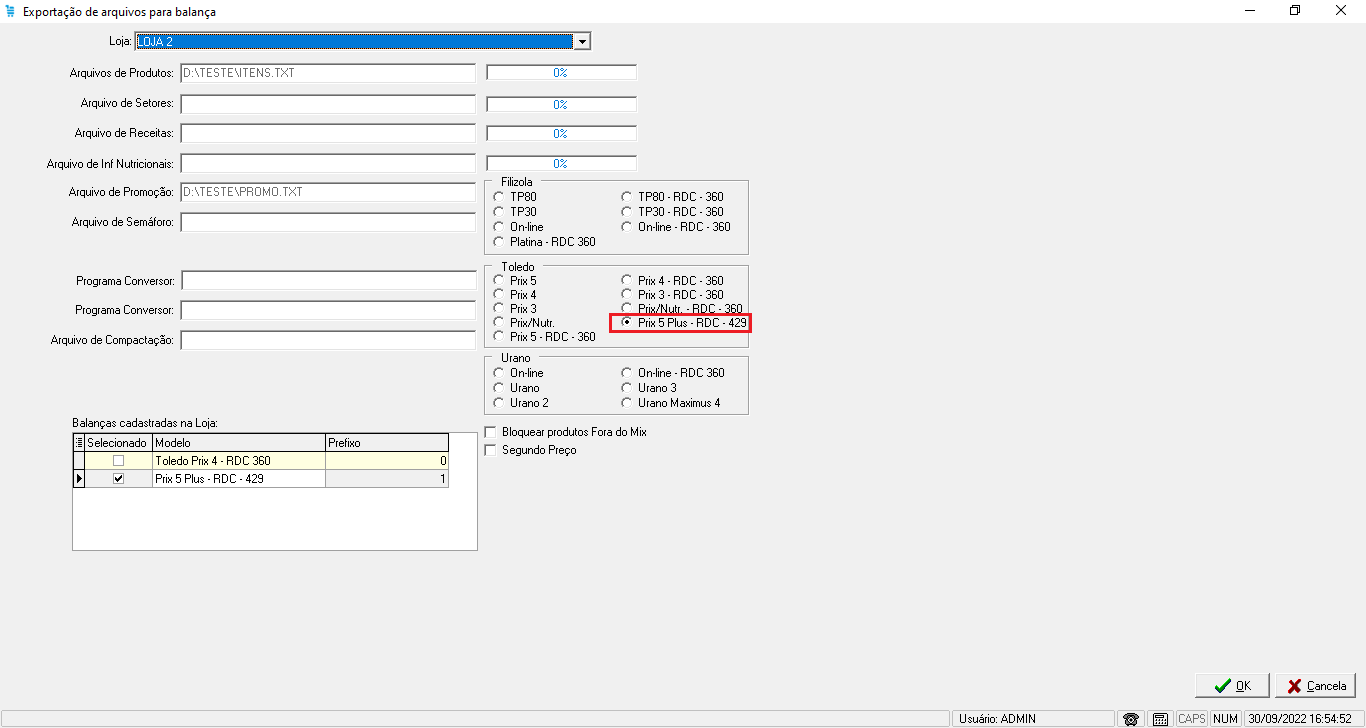 Exportação de arquivos para balança
Loja: LOJA 2
Arquivos de Produtos: D:\TESTE\ITENS.TXT 0%
Arquivo de Setores: 0%
Arquivo de Receitas: 0%
Arquivo de Inf Nutricionais: 0%
Arquivo de Promoção: D:\TESTE\PROMO.TXT
Arquivo de Semáforo:
Programa Conversor:
Programa Conversor:
Arquivo de Compactação:
Filizola
TP80 TP80 - RDC - 360
TP30 TP30 - RDC - 360
On-line On-line - RDC - 360
Platina - RDC 360
Toledo
Prix 5 Prix 4 - RDC - 360
Prix 4 Prix 3 - RDC - 360
Prix 3 Prix/Nutr. - RDC - 360
Prix/Nutr. Prix 5 Plus - RDC - 429
Prix 5 - RDC - 360
Urano
On-line On-line - RDC 360
Urano Urano 3
Urano 2 Urano Maximus 4
Bloquear produtos Fora do Mix
Segundo Preço
Balanças cadastradas na Loja:
Selecionado Modelo Prefixo
Toledo Prix 4 - RDC 360 0
Prix 5 Plus - RDC - 429 1
OK Cancela
Usuário: ADMIN CAPS NUM 30/09/2022 16:54:52